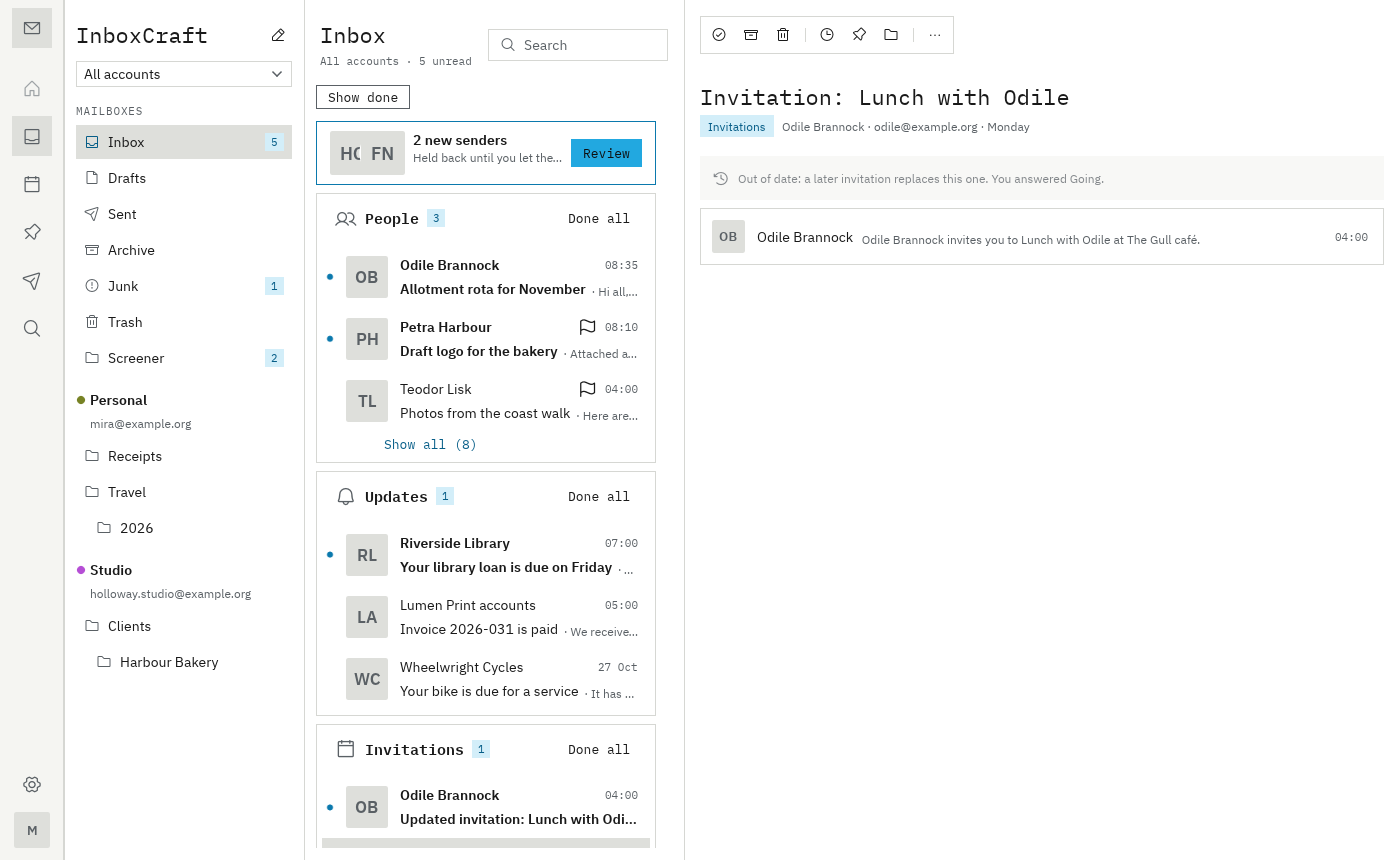 InboxCraft
All accounts
MAILBOXES
Inbox 5
Drafts
Sent
Archive
Junk 1
Trash
Screener 2
Personal
mira@example.org
Receipts
Travel
2026
Studio
holloway.studio@example.org
Clients
Harbour Bakery
M
Inbox
All accounts · 5 unread
Search
Show done
FN
2 new senders
Held back until you let the...
Review
People 3 Done all
OB Odile Brannock 08:35
Allotment rota for November · Hi all,...
PH Petra Harbour 08:10
Draft logo for the bakery · Attached a...
TL Teodor Lisk 04:00
Photos from the coast walk · Here are...
Show all (8)
Updates 1 Done all
RL Riverside Library 07:00
Your library loan is due on Friday · ...
LA Lumen Print accounts 05:00
Invoice 2026-031 is paid · We receive...
WC Wheelwright Cycles 27 Oct
Your bike is due for a service · It has ...
Invitations 1 Done all
OB Odile Brannock 04:00
Updated invitation: Lunch with Odi...
Invitation: Lunch with Odile
Invitations Odile Brannock · odile@example.org · Monday
Out of date: a later invitation replaces this one. You answered Going.
OB Odile Brannock Odile Brannock invites you to Lunch with Odile at The Gull café. 04:00